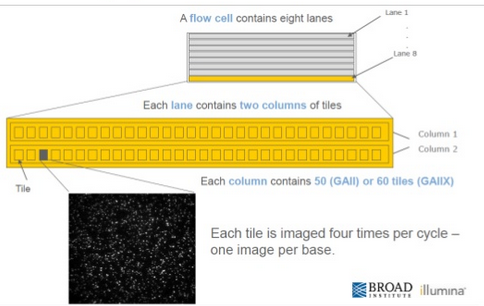 A flow cell contains eight lanes
Lane 1
.
.
.
Lane 8
Each lane contains two columns of tiles
Column 1
Column 2
Each column contains 50 (GAII) or 60 tiles (GAIIX)
Tile
Each tile is imaged four times per cycle –
one image per base.
BROAD
INSTITUTE
illumina®